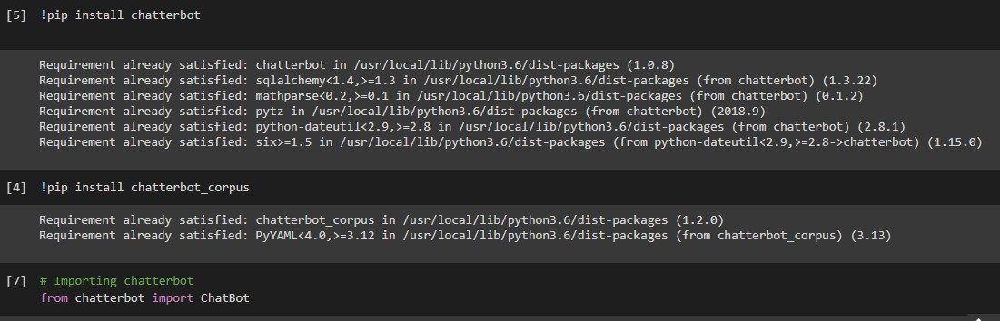 [5] !pip install chatterbot
Requirement already satisfied: chatterbot in /usr/local/lib/python3.6/dist-packages (1.0.8)
Requirement already satisfied: sqlalchemy<1.4,>=1.3 in /usr/local/lib/python3.6/dist-packages (from chatterbot) (1.3.22)
Requirement already satisfied: mathparse<0.2,>=0.1 in /usr/local/lib/python3.6/dist-packages (from chatterbot) (0.1.2)
Requirement already satisfied: pytz in /usr/local/lib/python3.6/dist-packages (from chatterbot) (2018.9)
Requirement already satisfied: python-dateutil<2.9,>=2.8 in /usr/local/lib/python3.6/dist-packages (from chatterbot) (2.8.1)
Requirement already satisfied: six>=1.5 in /usr/local/lib/python3.6/dist-packages (from python-dateutil<2.9,>=2.8->chatterbot) (1.15.0)
[4] !pip install chatterbot_corpus
Requirement already satisfied: chatterbot_corpus in /usr/local/lib/python3.6/dist-packages (1.2.0)
Requirement already satisfied: PyYAML<4.0,>=3.12 in /usr/local/lib/python3.6/dist-packages (from chatterbot_corpus) (3.13)
[7] # Importing chatterbot
from chatterbot import ChatBot